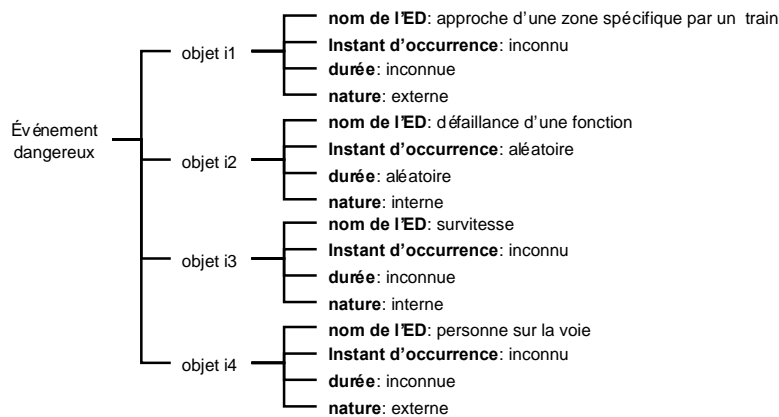 nom de l'ED: approche d'une zone spécifique par un train
objet i1
Instant d'occurrence: inconnu
durée: inconnue
nature: externe
Événement
dangereux
nom de l'ED: défaillance d'une fonction
objet i2
Instant d'occurrence: aléatoire
durée: aléatoire
nature: interne
nom de l'ED: survitesse
objet i3
Instant d'occurrence: inconnu
durée: inconnue
nature: interne
nom de l'ED: personne sur la voie
objet i4
Instant d'occurrence: inconnu
durée: inconnue
nature: externe